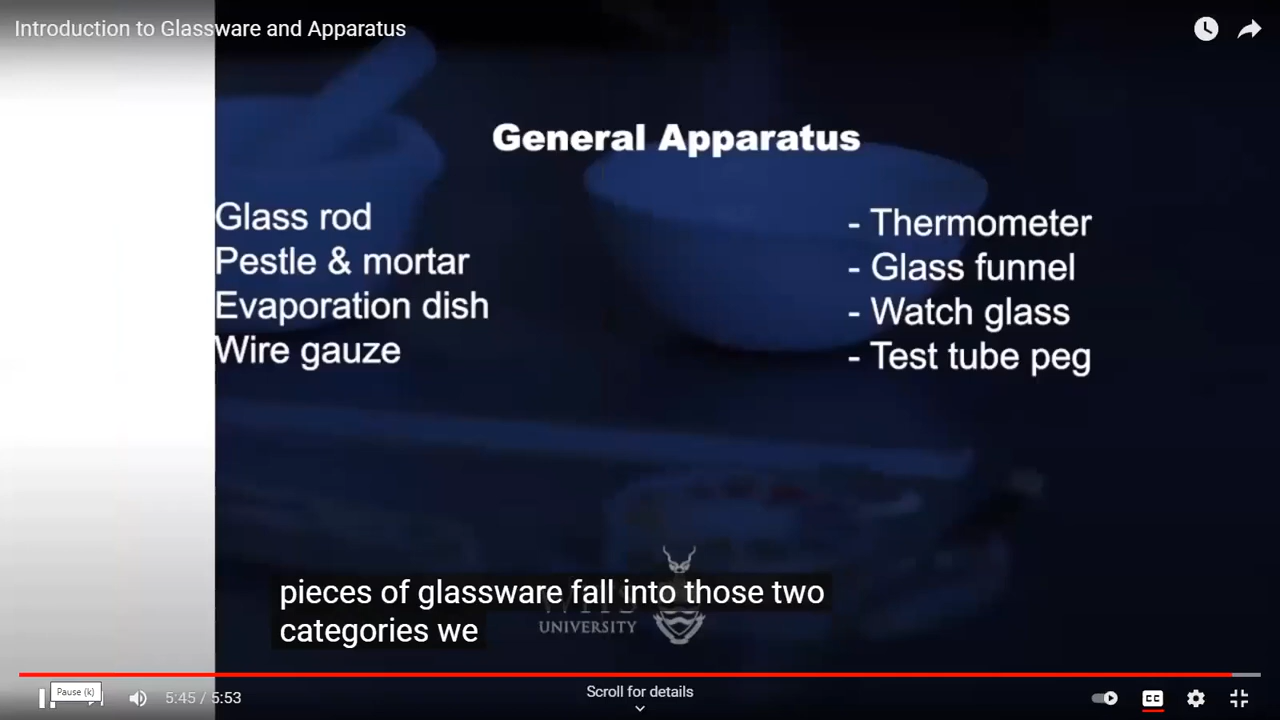 Introduction to Glassware and Apparatus
General Apparatus
Glass rod
Pestle & mortar
Evaporation dish
Wire gauze
- Thermometer
- Glass funnel
- Watch glass
- Test tube peg
pieces of glassware fall into those two
categories we
UNIVERSITY
Pause (k)
5:45 / 5:53
Scroll for details
CC